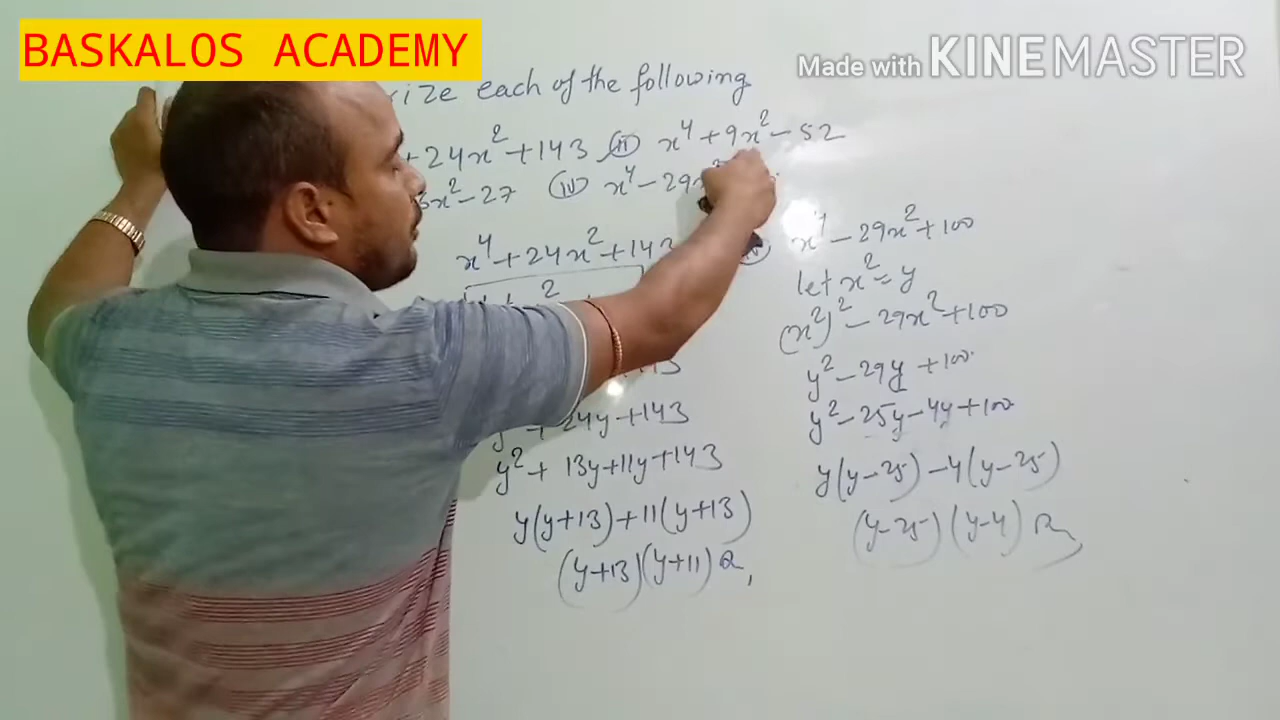 BASKALOS ACADEMY
Made with KINEMASTER
each of the following
+24x²+143 (ii) x⁴+9x²-52
x²-27 (iv) x⁴-29
x⁴+24x²+143
x⁴-29x²+100
let x²=y
(x²)²-29x²+100
y²-29y+100
y²-25y-4y+100
y(y-25)-4(y-25)
(y-25)(y-4)
24y+143
y²+13y+11y+143
y(y+13)+11(y+13)
(y+13)(y+11)